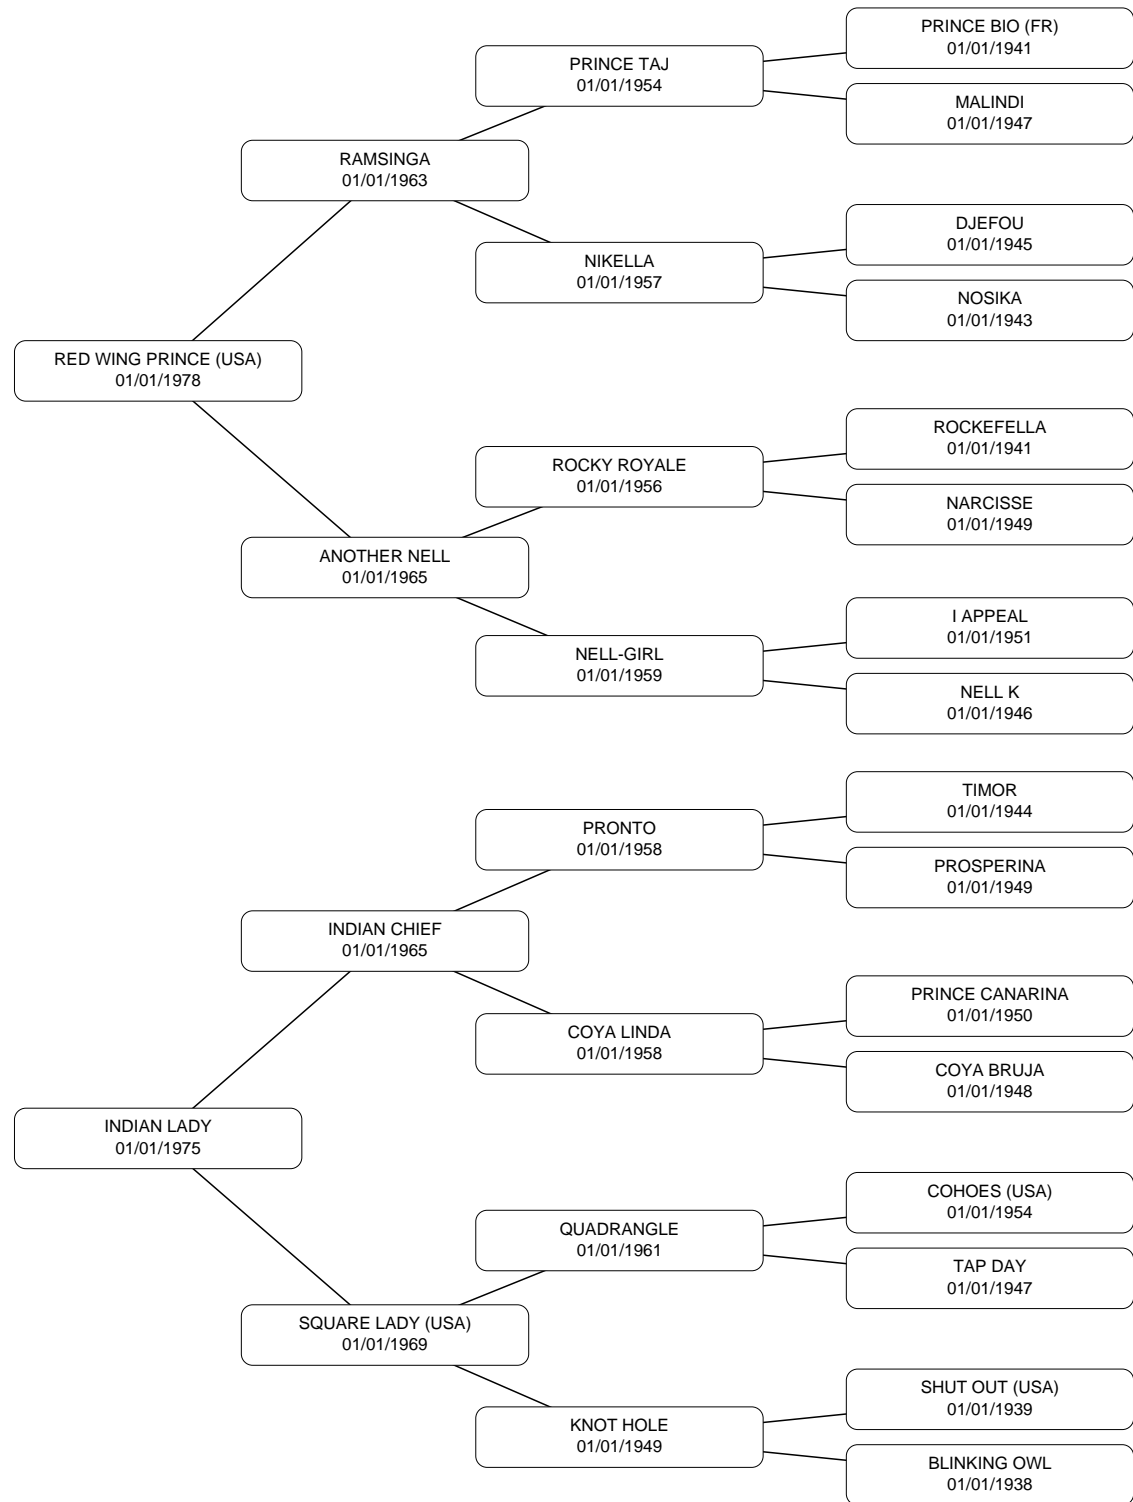 PRINCE BIO (FR)
01/01/1941
PRINCE TAJ
01/01/1954
MALINDI
01/01/1947
RAMSINGA
01/01/1963
DJEFOU
01/01/1945
NIKELLA
01/01/1957
NOSIKA
01/01/1943
RED WING PRINCE (USA)
01/01/1978
ROCKEFELLA
01/01/1941
ROCKY ROYALE
01/01/1956
NARCISSE
01/01/1949
ANOTHER NELL
01/01/1965
I APPEAL
01/01/1951
NELL-GIRL
01/01/1959
NELL K
01/01/1946
TIMOR
01/01/1944
PRONTO
01/01/1958
PROSPERINA
01/01/1949
INDIAN CHIEF
01/01/1965
PRINCE CANARINA
01/01/1950
COYA LINDA
01/01/1958
COYA BRUJA
01/01/1948
INDIAN LADY
01/01/1975
COHOES (USA)
01/01/1954
QUADRANGLE
01/01/1961
TAP DAY
01/01/1947
SQUARE LADY (USA)
01/01/1969
SHUT OUT (USA)
01/01/1939
KNOT HOLE
01/01/1949
BLINKING OWL
01/01/1938